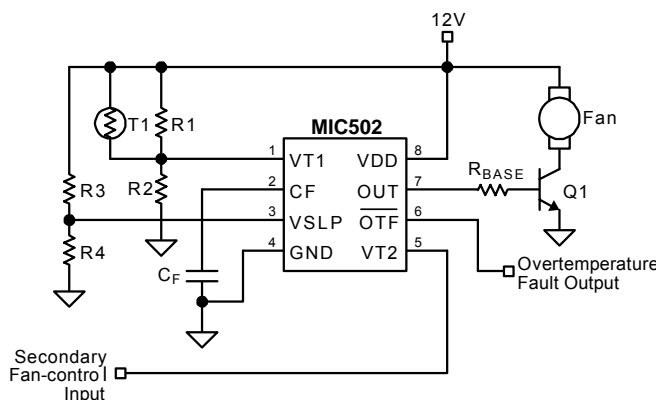 12V
MIC502
Fan
T1
R1
1
VT1
VDD
8
R3
R2
2
CF
OUT
7
RBASE
Q1
3
VSLP
OTF
6
R4
4
GND
VT2
5
CF
Overtemperature
Fault Output
Secondary
Fan-control
Input